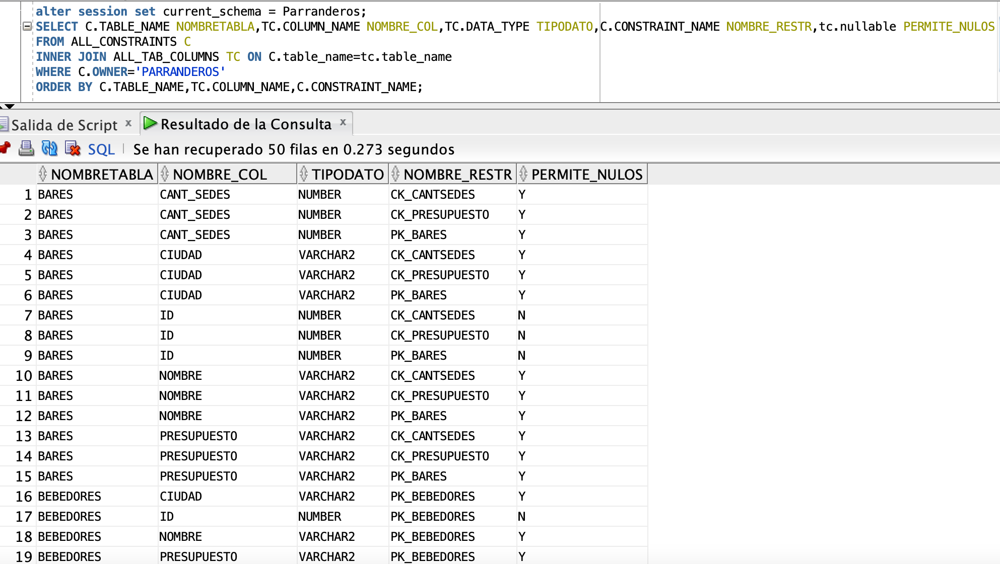 alter session set current_schema = Parranderos;
SELECT C.TABLE_NAME NOMBRETABLA,TC.COLUMN_NAME NOMBRE_COL,TC.DATA_TYPE TIPODATO,C.CONSTRAINT_NAME NOMBRE_RESTR,tc.nullable PERMITE_NULOS
FROM ALL_CONSTRAINTS C
INNER JOIN ALL_TAB_COLUMNS TC ON C.table_name=tc.table_name
WHERE C.OWNER='PARRANDEROS'
ORDER BY C.TABLE_NAME,TC.COLUMN_NAME,C.CONSTRAINT_NAME;
Salida de Script x Resultado de la Consulta x
SQL | Se han recuperado 50 filas en 0.273 segundos
NOMBRETABLA NOMBRE_COL TIPODATO NOMBRE_RESTR PERMITE_NULOS
1 BARES CANT_SEDES NUMBER CK_CANTSEDES Y
2 BARES CANT_SEDES NUMBER CK_PRESUPUESTO Y
3 BARES CANT_SEDES NUMBER PK_BARES Y
4 BARES CIUDAD VARCHAR2 CK_CANTSEDES Y
5 BARES CIUDAD VARCHAR2 CK_PRESUPUESTO Y
6 BARES CIUDAD VARCHAR2 PK_BARES Y
7 BARES ID NUMBER CK_CANTSEDES N
8 BARES ID NUMBER CK_PRESUPUESTO N
9 BARES ID NUMBER PK_BARES N
10 BARES NOMBRE VARCHAR2 CK_CANTSEDES Y
11 BARES NOMBRE VARCHAR2 CK_PRESUPUESTO Y
12 BARES NOMBRE VARCHAR2 PK_BARES Y
13 BARES PRESUPUESTO VARCHAR2 CK_CANTSEDES Y
14 BARES PRESUPUESTO VARCHAR2 CK_PRESUPUESTO Y
15 BARES PRESUPUESTO VARCHAR2 PK_BARES Y
16 BEBEDORES CIUDAD VARCHAR2 PK_BEBEDORES Y
17 BEBEDORES ID NUMBER PK_BEBEDORES N
18 BEBEDORES NOMBRE VARCHAR2 PK_BEBEDORES Y
19 BEBEDORES PRESUPUESTO VARCHAR2 PK_BEBEDORES Y